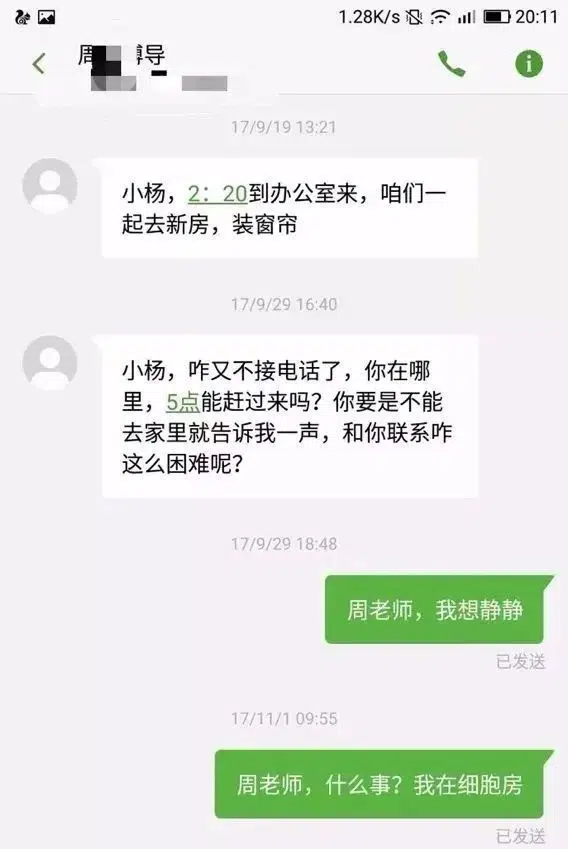 1.28K/s 20:11
周 博导
17/9/19 13:21
小杨，2：20到办公室来，咱们一
起去新房，装窗帘
17/9/29 16:40
小杨，咋又不接电话了，你在哪
里，5点能赶过来吗？你要是不能
去家里就告诉我一声，和你联系咋
这么困难呢？
17/9/29 18:48
周老师，我想静静
已发送
17/11/1 09:55
周老师，什么事？我在细胞房
已发送